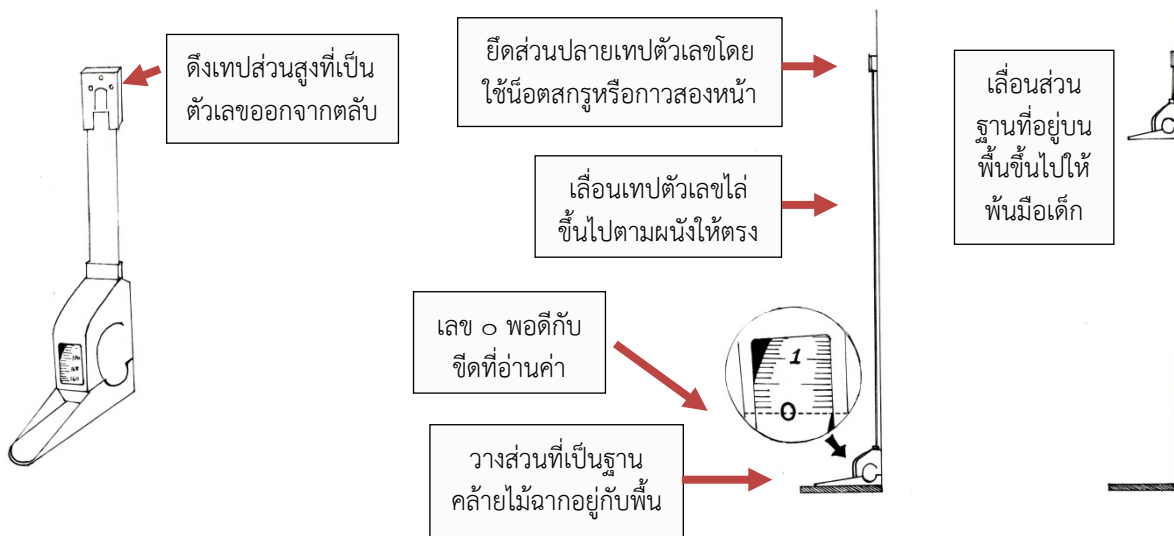 ดึงเทปส่วนสูงที่เป็น
ตัวเลขออกจากตลับ
ยึดส่วนปลายเทปตัวเลขโดย
ใช้น็อตสกรูหรือกาวสองหน้า
เลื่อนเทปตัวเลขไล่
ขึ้นไปตามผนังให้ตรง
เลข ๐ พอดีกับ
ขีดที่อ่านค่า
1
0
วางส่วนที่เป็นฐาน
คล้ายไม้ฉากอยู่กับพื้น
เลื่อนส่วน
ฐานที่อยู่บน
พื้นขึ้นไปให้
พ้นมือเด็ก